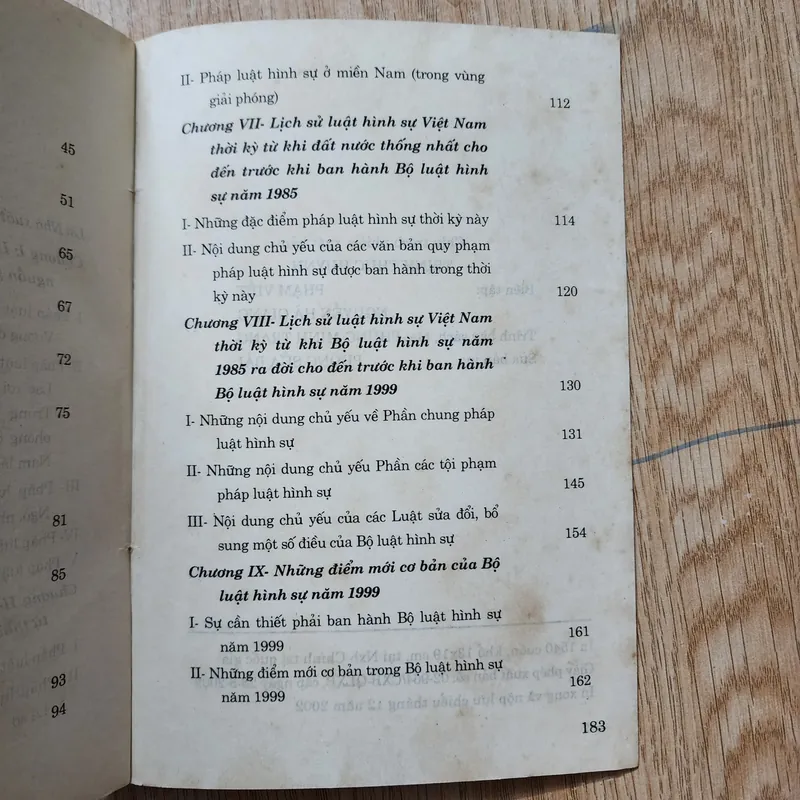 45
51
65
67
72
75
81
85
93
94
II- Pháp luật hình sự ở miền Nam (trong vùng
giải phóng) 112
Chương VII- Lịch sử luật hình sự Việt Nam
thời kỳ từ khi đất nước thống nhất cho
đến trước khi ban hành Bộ luật hình
sự năm 1985
I- Những đặc điểm pháp luật hình sự thời kỳ này 114
II- Nội dung chủ yếu của các văn bản quy phạm
pháp luật hình sự được ban hành trong thời
kỳ này 120
Chương VIII- Lịch sử luật hình sự Việt Nam
thời kỳ từ khi Bộ luật hình sự năm
1985 ra đời cho đến trước khi ban hành
Bộ luật hình sự năm 1999 130
I- Những nội dung chủ yếu về Phần chung pháp
luật hình sự 131
II- Những nội dung chủ yếu Phần các tội phạm
pháp luật hình sự 145
III- Nội dung chủ yếu của các Luật sửa đổi, bổ
sung một số điều của Bộ luật hình sự 154
Chương IX- Những điểm mới cơ bản của Bộ
luật hình sự năm 1999
I- Sự cần thiết phải ban hành Bộ luật hình sự
năm 1999 161
II- Những điểm mới cơ bản trong Bộ luật hình sự
năm 1999 162
183